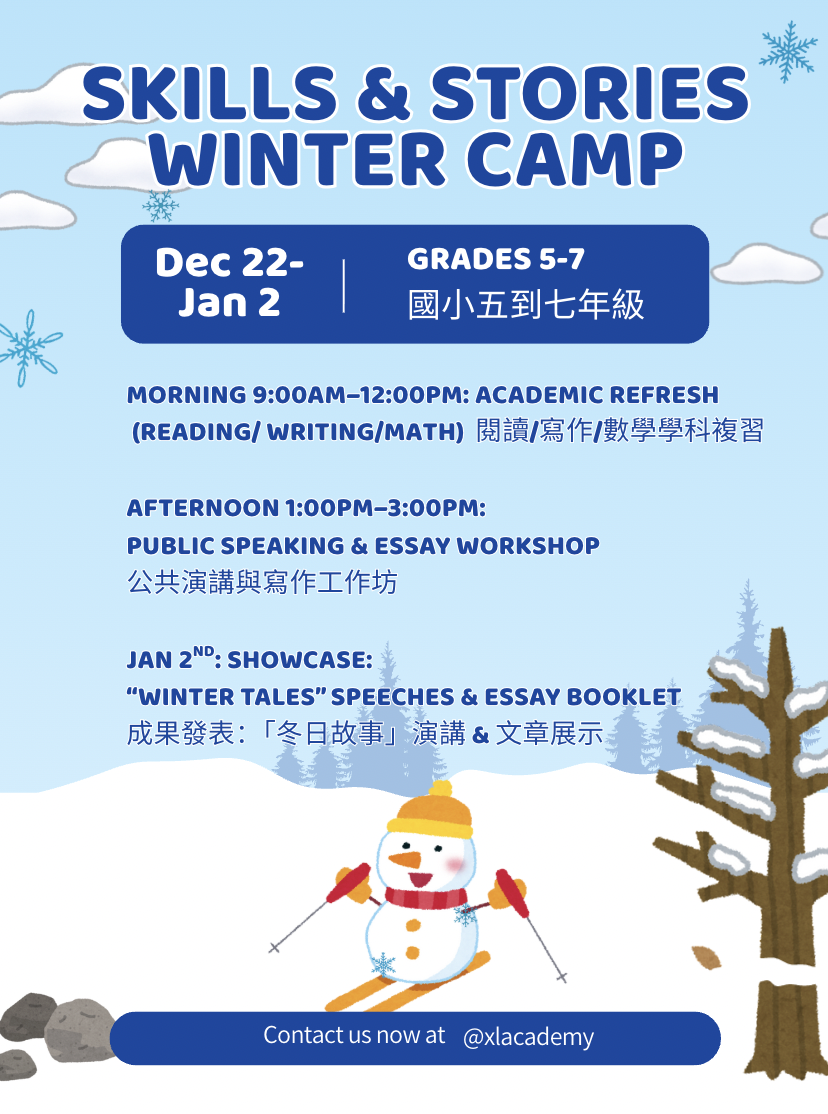 SKILLS & STORIES
WINTER CAMP
Dec 22-
Jan 2
GRADES 5-7
國小五到七年級
MORNING 9:00AM–12:00PM: ACADEMIC REFRESH
(READING/ WRITING/MATH) 閱讀/寫作/數學學科複習
AFTERNOON 1:00PM–3:00PM:
PUBLIC SPEAKING & ESSAY WORKSHOP
公共演講與寫作工作坊
JAN 2ND: SHOWCASE:
“WINTER TALES” SPEECHES & ESSAY BOOKLET
成果發表：「冬日故事」演講 & 文章展示
Contact us now at @xlacademy